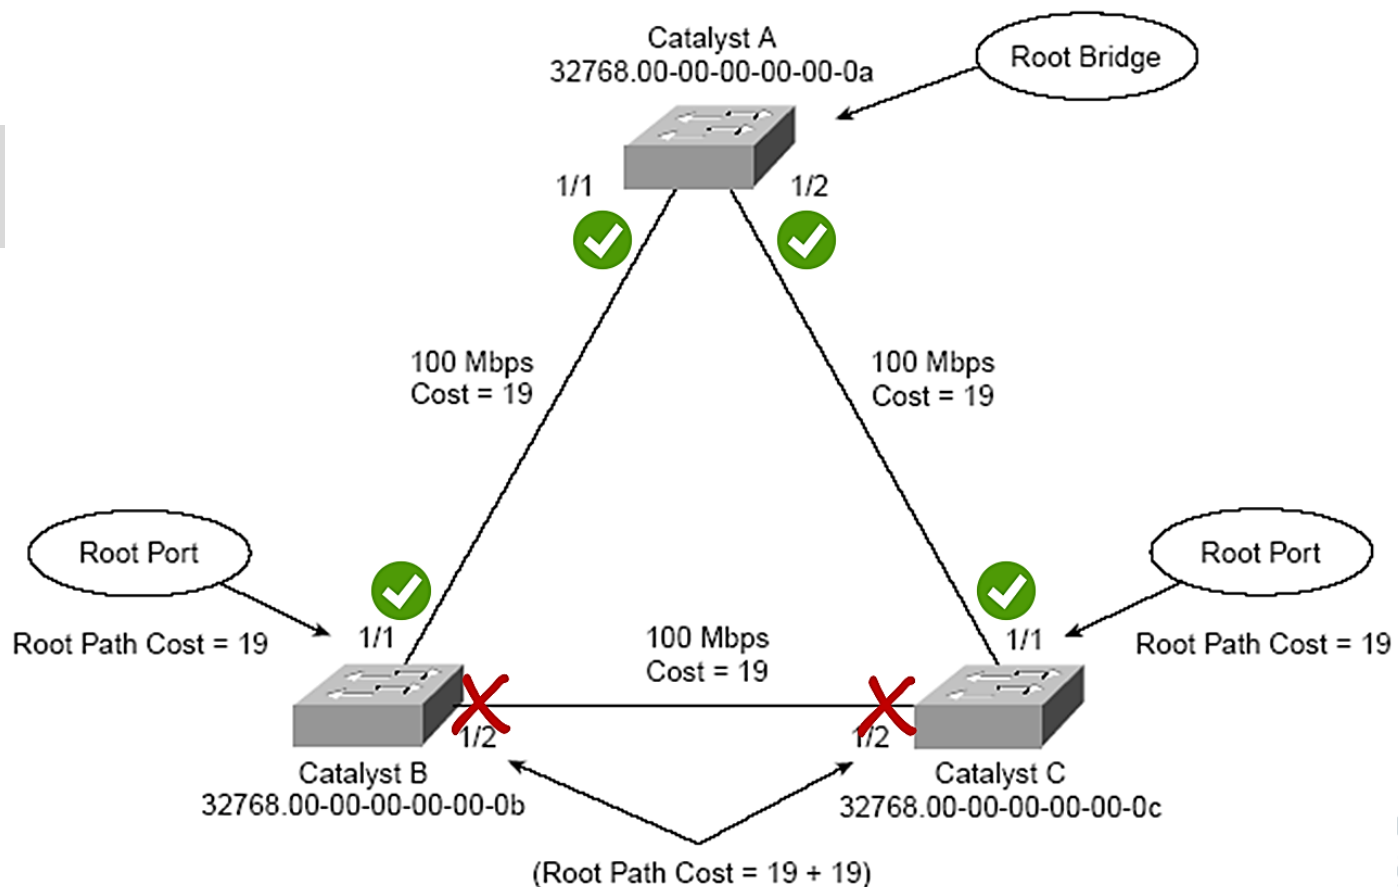 Catalyst A
32768.00-00-00-00-00-0a
Root Bridge
1/1
1/2
100 Mbps
Cost = 19
100 Mbps
Cost = 19
Root Port
Root Port
Root Path Cost = 19
1/1
100 Mbps
Cost = 19
1/1
Root Path Cost = 19
1/2
1/2
Catalyst B
32768.00-00-00-00-00-0b
Catalyst C
32768.00-00-00-00-00-0c
(Root Path Cost = 19 + 19)